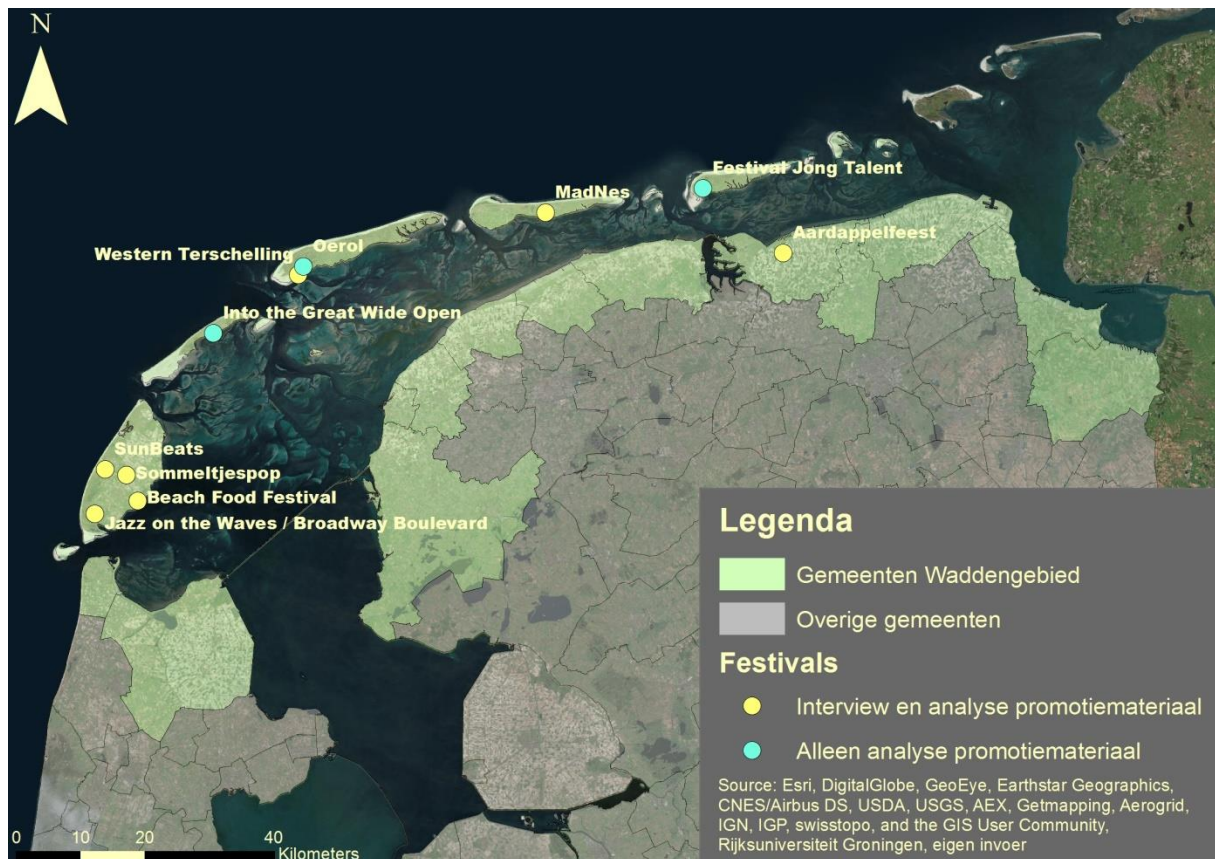 N
Festival Jong Talent
MadNes
Oerol
Western Terschelling
Aardappelfeest
Into the Great Wide Open
SunBeats
Sommeltjespop
Beach Food Festival
Jazz on the Waves / Broadway Boulevard
Legenda
Gemeenten Waddengebied
Overige gemeenten
Festivals
Interview en analyse promotiemateriaal
Alleen analyse promotiemateriaal
Source: Esri, DigitalGlobe, GeoEye, Earthstar Geographics,
CNES/Airbus DS, USDA, USGS, AEX, Getmapping, Aerogrid,
IGN, IGP, swisstopo, and the GIS User Community,
Rijksuniversiteit Groningen, eigen invoer
0 10 20 40
Kilometers